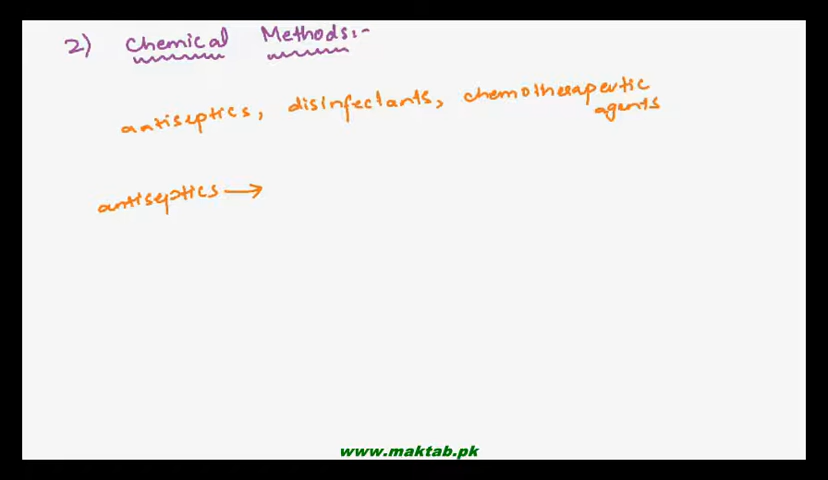 2) Chemical Methods:-
antiseptics, disinfectants, chemotherapeutic
agents
antiseptics →
www.maktab.pk